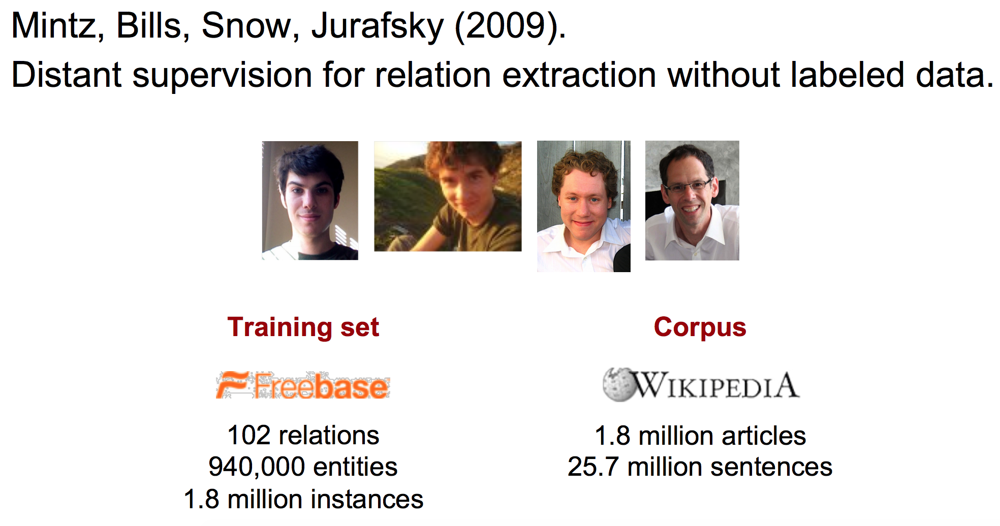 Mintz, Bills, Snow, Jurafsky (2009).
Distant supervision for relation extraction without labeled data.
Training set
Freebase
102 relations
940,000 entities
1.8 million instances
Corpus
WIKIPEDIA
1.8 million articles
25.7 million sentences